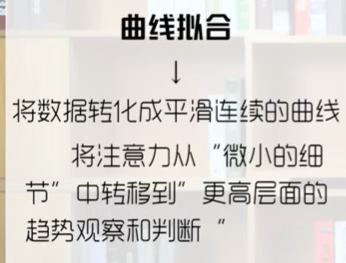 曲线拟合
↓
将数据转化成平滑连续的曲线
将注意力从“微小的细
节”中转移到”更高层面的
趋势观察和判断“